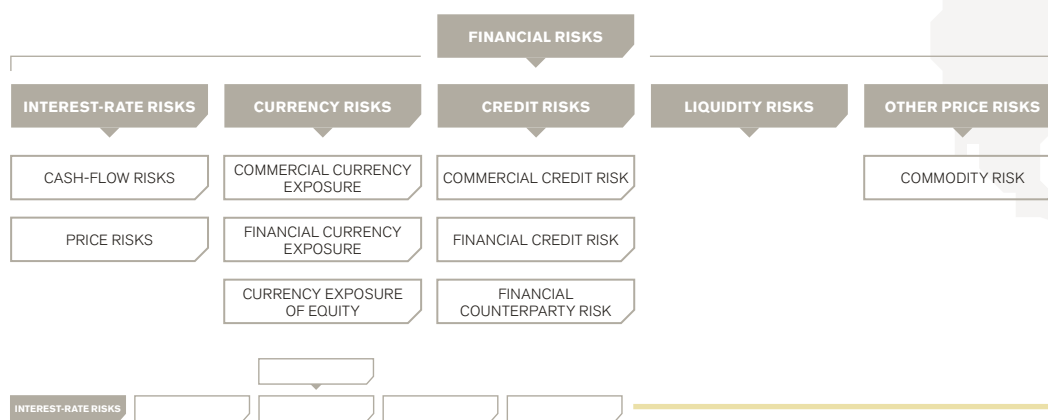 FINANCIAL RISKS
INTEREST-RATE RISKS
CURRENCY RISKS
CREDIT RISKS
LIQUIDITY RISKS
OTHER PRICE RISKS
CASH-FLOW RISKS
COMMERCIAL CURRENCY
EXPOSURE
COMMERCIAL CREDIT RISK
COMMODITY RISK
PRICE RISKS
FINANCIAL CURRENCY
EXPOSURE
FINANCIAL CREDIT RISK
CURRENCY EXPOSURE
OF EQUITY
FINANCIAL
COUNTERPARTY RISK
INTEREST-RATE RISKS